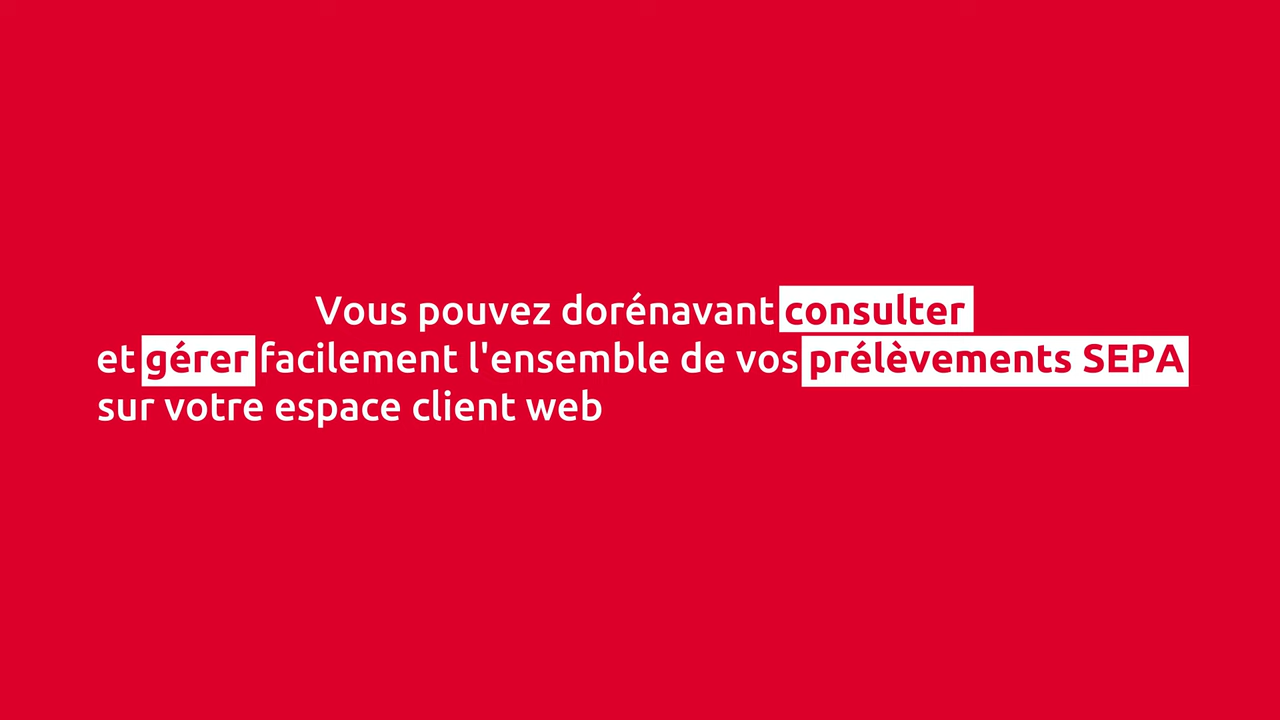 Vous pouvez dorénavant consulter
et gérer facilement l'ensemble de vos prélèvements SEPA
sur votre espace client web